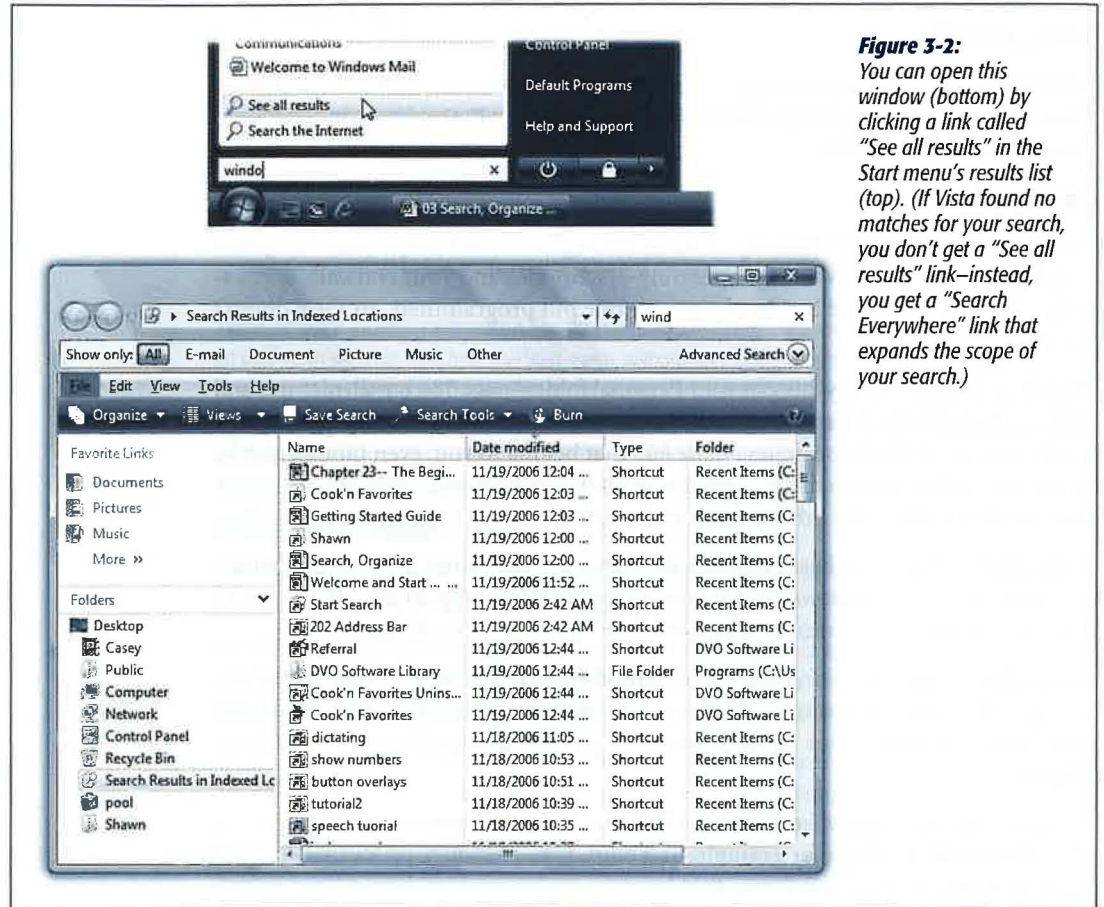 Communications
Welcome to Windows Mail
See all results
Search the Internet
windo
Control Panel
Default Programs
Help and Support
03 Search, Organize ...
Figure 3-2:
You can open this
window (bottom) by
clicking a link called
"See all results" in the
Start menu's results list
(top). (If Vista found no
matches for your search,
you don't get a "See all
results" link—instead,
you get a "Search
Everywhere" link that
expands the scope of
your search.)
Search Results in Indexed Locations
wind
Show only: All E-mail Document Picture Music Other Advanced Search
File Edit View Tools Help
Organize Views Save Search Search Tools Burn
Favorite Links
Documents
Pictures
Music
More »
Folders
Desktop
Casey
Public
Computer
Network
Control Panel
Recycle Bin
Search Results in Indexed Lc
pool
Shawn
Name Date modified Type Folder
Chapter 23-- The Begi... 11/19/2006 12:04 ... Shortcut Recent Items (C:
Cook'n Favorites 11/19/2006 12:03 ... Shortcut Recent Items (C:
Getting Started Guide 11/19/2006 12:03 ... Shortcut Recent Items (C:
Shawn 11/19/2006 12:00 ... Shortcut Recent Items (C:
Search, Organize 11/19/2006 12:00 ... Shortcut Recent Items (C:
Welcome and Start ... ... 11/19/2006 11:52 ... Shortcut Recent Items (C:
Start Search 11/19/2006 2:42 AM Shortcut Recent Items (C:
202 Address Bar 11/19/2006 2:42 AM Shortcut Recent Items (C:
Referral 11/19/2006 12:44 ... Shortcut DVO Software Li
DVO Software Library 11/19/2006 12:44 ... File Folder Programs (C:\Us
Cook'n Favorites Unins... 11/19/2006 12:44 ... Shortcut DVO Software Li
Cook'n Favorites 11/19/2006 12:44 ... Shortcut DVO Software Li
dictating 11/18/2006 11:05 ... Shortcut Recent Items (C:
show numbers 11/18/2006 10:53 ... Shortcut Recent Items (C:
button overlays 11/18/2006 10:51 ... Shortcut Recent Items (C:
tutorial2 11/18/2006 10:39 ... Shortcut Recent Items (C:
speech tuorial 11/18/2006 10:35 ... Shortcut Recent Items (C: